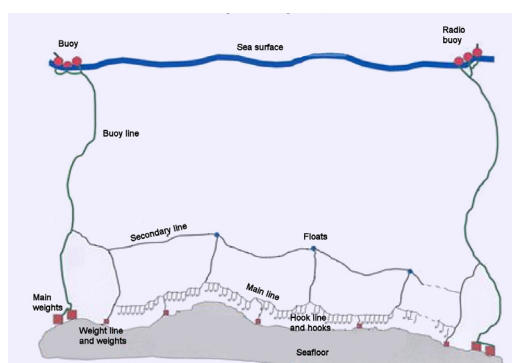 Buoy
Sea surface
Radio
buoy
Buoy line
Secondary line
Floats
Main line
Main
weights
Weight line
and weights
Hook line
and hooks
Seafloor